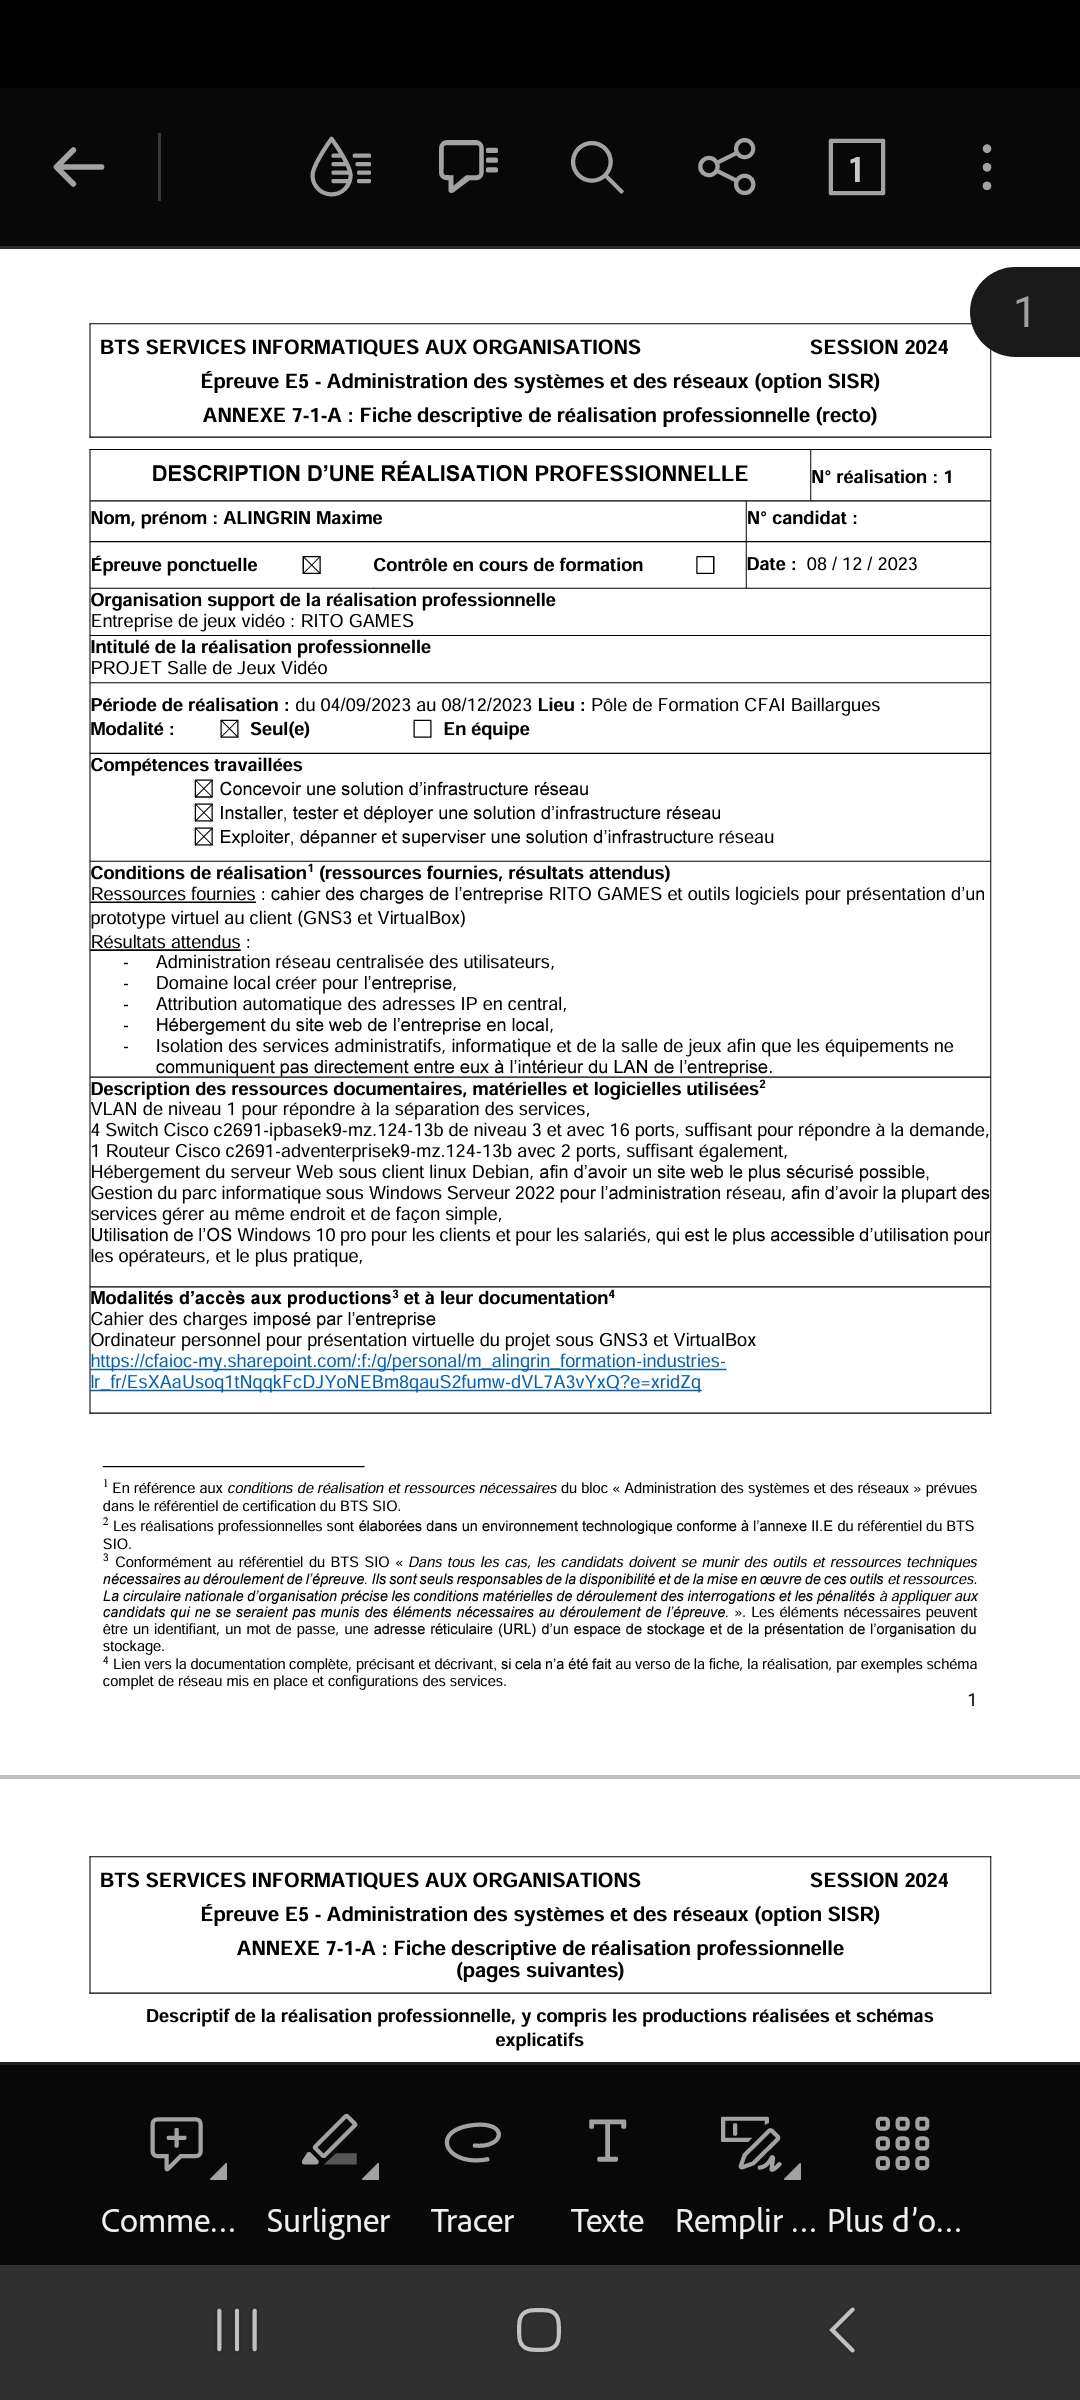 1
1
BTS SERVICES INFORMATIQUES AUX ORGANISATIONS SESSION 2024
Épreuve E5 - Administration des systèmes et des réseaux (option SISR)
ANNEXE 7-1-A : Fiche descriptive de réalisation professionnelle (recto)
DESCRIPTION D’UNE RÉALISATION PROFESSIONNELLE N° réalisation : 1
Nom, prénom : ALINGRIN Maxime N° candidat :
Épreuve ponctuelle ☒ Contrôle en cours de formation ☐ Date : 08 / 12 / 2023
Organisation support de la réalisation professionnelle
Entreprise de jeux vidéo : RITO GAMES
Intitulé de la réalisation professionnelle
PROJET Salle de Jeux Vidéo
Période de réalisation : du 04/09/2023 au 08/12/2023 Lieu : Pôle de Formation CFAI Baillargues
Modalité : ☒ Seul(e) ☐ En équipe
Compétences travaillées
☒ Concevoir une solution d’infrastructure réseau
☒ Installer, tester et déployer une solution d’infrastructure réseau
☒ Exploiter, dépanner et superviser une solution d’infrastructure réseau
Conditions de réalisation¹ (ressources fournies, résultats attendus)
Ressources fournies : cahier des charges de l’entreprise RITO GAMES et outils logiciels pour présentation d’un
prototype virtuel au client (GNS3 et VirtualBox)
Résultats attendus :
- Administration réseau centralisée des utilisateurs,
- Domaine local créer pour l’entreprise,
- Attribution automatique des adresses IP en central,
- Hébergement du site web de l’entreprise en local,
- Isolation des services administratifs, informatique et de la salle de jeux afin que les équipements ne
communiquent pas directement entre eux à l’intérieur du LAN de l’entreprise.
Description des ressources documentaires, matérielles et logicielles utilisées²
VLAN de niveau 1 pour répondre à la séparation des services,
4 Switch Cisco c2691-ipbasek9-mz.124-13b de niveau 3 et avec 16 ports, suffisant pour répondre à la demande,
1 Routeur Cisco c2691-adventerprisek9-mz.124-13b avec 2 ports, suffisant également,
Hébergement du serveur Web sous client linux Debian, afin d’avoir un site web le plus sécurisé possible,
Gestion du parc informatique sous Windows Serveur 2022 pour l’administration réseau, afin d’avoir la plupart des
services gérer au même endroit et de façon simple,
Utilisation de l’OS Windows 10 pro pour les clients et pour les salariés, qui est le plus accessible d’utilisation pour
les opérateurs, et le plus pratique,
Modalités d’accès aux productions³ et à leur documentation⁴
Cahier des charges imposé par l’entreprise
Ordinateur personnel pour présentation virtuelle du projet sous GNS3 et VirtualBox
https://cfaioc-my.sharepoint.com/:f:/g/personal/m_alingrin_formation-industries-
lr_fr/EsXAaUsoq1tNqqkFcDJYoNEBm8qauS2fumw-dVL7A3vYxQ?e=xridZq
¹ En référence aux conditions de réalisation et ressources nécessaires du bloc « Administration des systèmes et des réseaux » prévues
dans le référentiel de certification du BTS SIO.
² Les réalisations professionnelles sont élaborées dans un environnement technologique conforme à l’annexe II.E du référentiel du BTS
SIO.
³ Conformément au référentiel du BTS SIO « Dans tous les cas, les candidats doivent se munir des outils et ressources techniques
nécessaires au déroulement de l’épreuve. Ils sont seuls responsables de la disponibilité et de la mise en œuvre de ces outils et ressources.
La circulaire nationale d’organisation précise les conditions matérielles de déroulement des interrogations et les pénalités à appliquer aux
candidats qui ne se seraient pas munis des éléments nécessaires au déroulement de l’épreuve. ». Les éléments nécessaires peuvent
être un identifiant, un mot de passe, une adresse réticulaire (URL) d’un espace de stockage et de la présentation de l’organisation du
stockage.
⁴ Lien vers la documentation complète, précisant et décrivant, si cela n’a été fait au verso de la fiche, la réalisation, par exemples schéma
complet de réseau mis en place et configurations des services.
1
BTS SERVICES INFORMATIQUES AUX ORGANISATIONS SESSION 2024
Épreuve E5 - Administration des systèmes et des réseaux (option SISR)
ANNEXE 7-1-A : Fiche descriptive de réalisation professionnelle
(pages suivantes)
Descriptif de la réalisation professionnelle, y compris les productions réalisées et schémas
explicatifs
Comme... Surligner Tracer Texte Remplir ... Plus d’o...